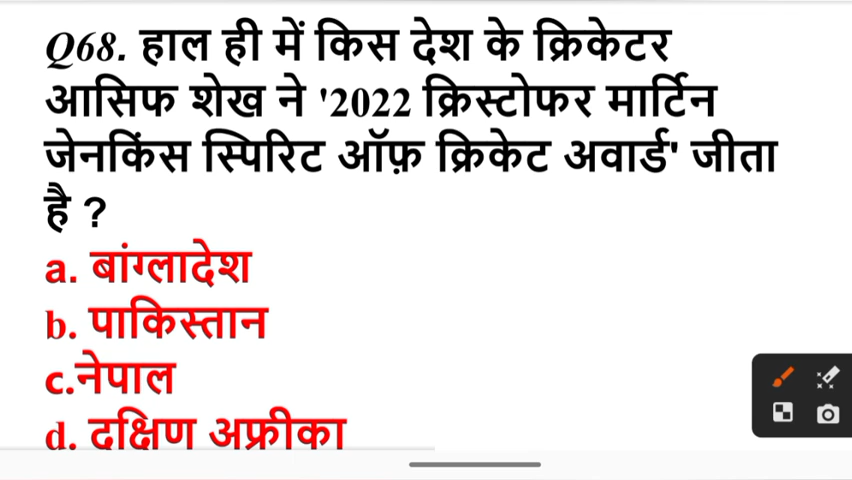 Q68. हाल ही में किस देश के क्रिकेटर
आसिफ शेख ने '2022 क्रिस्टोफर मार्टिन
जेनकिंस स्पिरिट ऑफ़ क्रिकेट अवार्ड' जीता
है ?
a. बांग्लादेश
b. पाकिस्तान
c.नेपाल
d. दक्षिण अफ्रीका